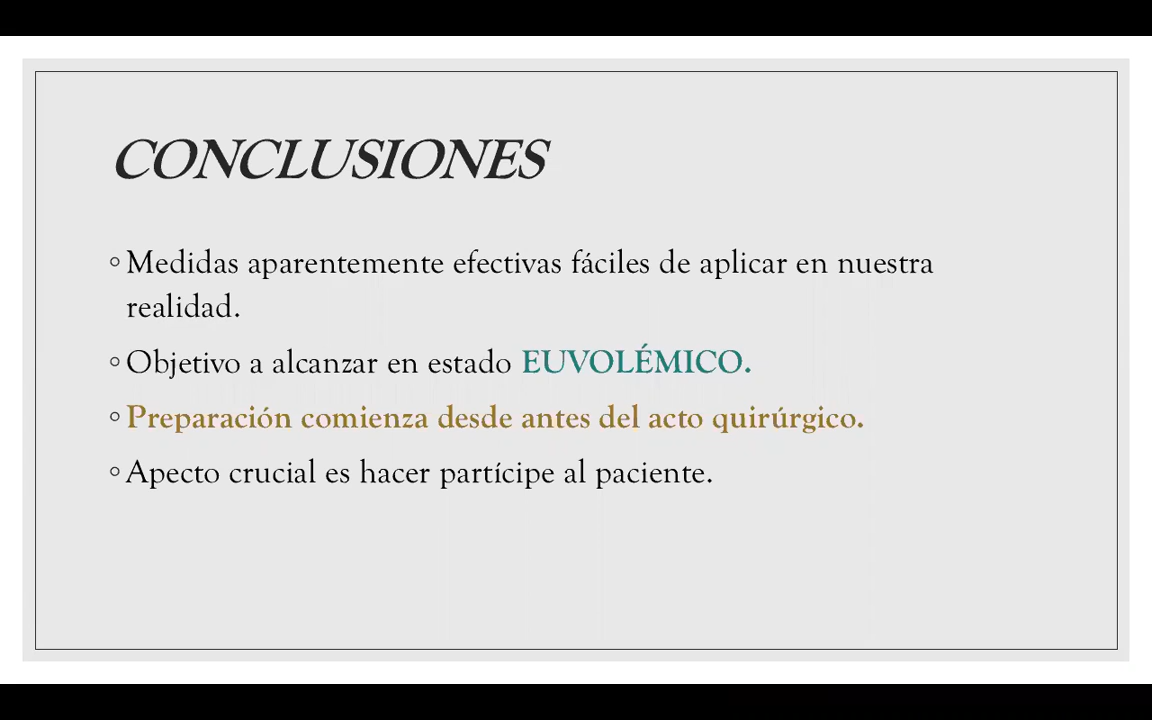 CONCLUSIONES
◦Medidas aparentemente efectivas fáciles de aplicar en nuestra
realidad.
◦Objetivo a alcanzar en estado EUVOLÉMICO.
◦Preparación comienza desde antes del acto quirúrgico.
◦Apecto crucial es hacer partícipe al paciente.